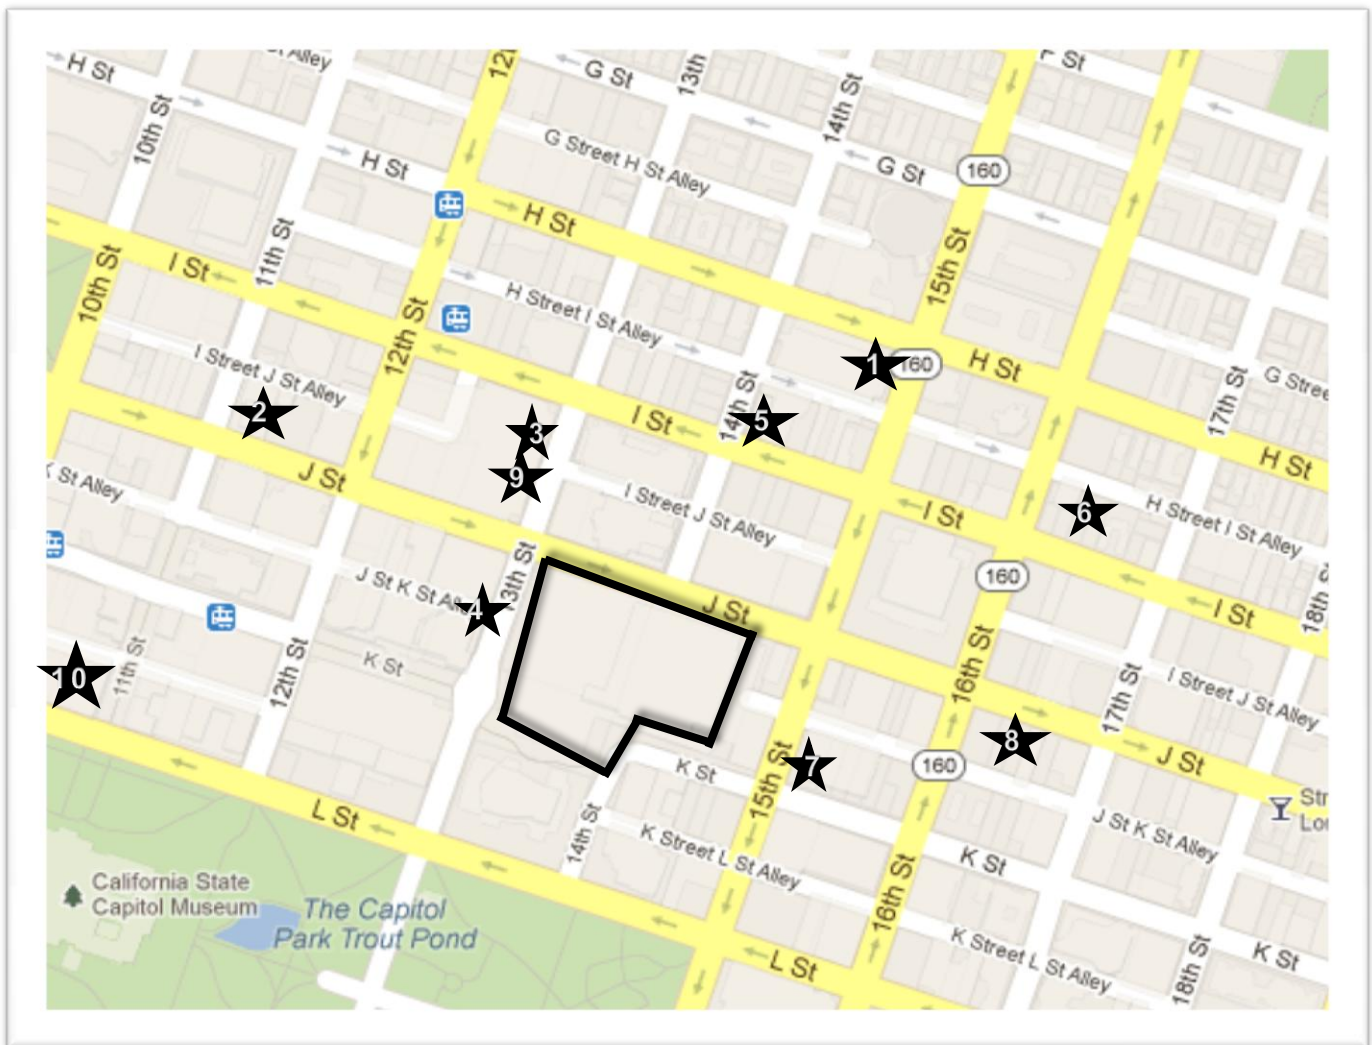 H St
St Alley
12
G St
13th
F St
10th St
14th St
G Street H St Alley
H St
G St
160
H St
11th St
15th St
I St
10th St
H Street I St Alley
12th St
1
160
H St
I Street J St Alley
2
3
I St
14th St
5
17th St
G Stree
J St
9
H St
K St Alley
I Street J St Alley
I St
6
H Street I St Alley
J St K St Al
4
3th St
160
J St
I St
18th S
K St
11th St
10
12th St
16th St
17th St
I Street J St Alley
8
7
K St
15th St
160
J St
L St
14th St
Str
Lou
J St K St Alley
K Street L St Alley
K St
California State
Capitol Museum
The Capitol
Park Trout Pond
16th St
K Street L St Alley
K St
18th St
L St